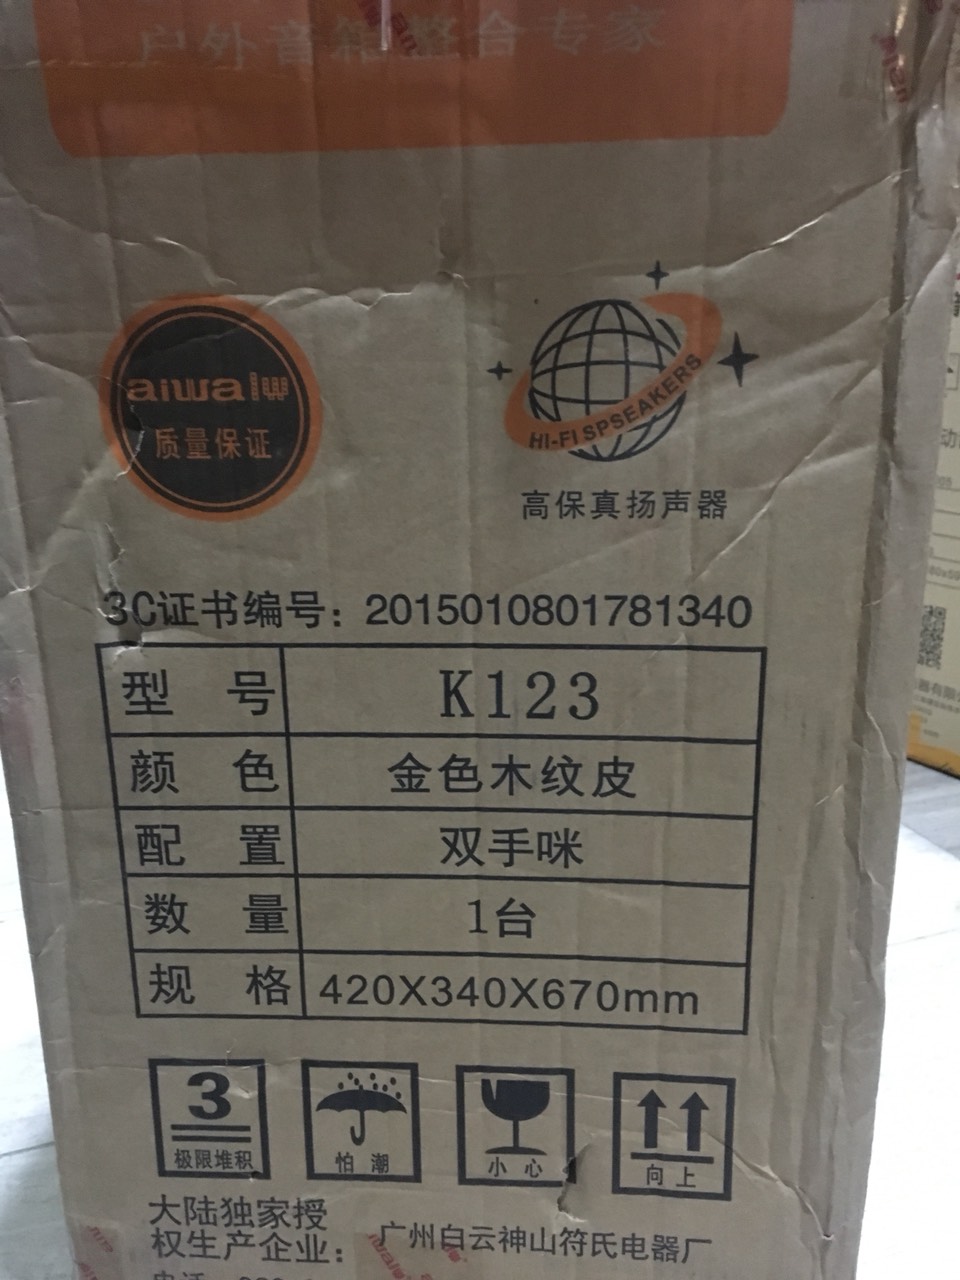 户外音箱整合专家
aiwaiw
质量保证
HI-FI SPSEAKERS
高保真扬声器
3C证书编号：2015010801781340
型 号 K123
颜 色 金色木纹皮
配 置 双手咪
数 量 1台
规 格 420X340X670mm
3
极限堆积
怕 潮
小 心
向 上
大陆独家授
权生产企业：
广州白云神山符氏电器厂